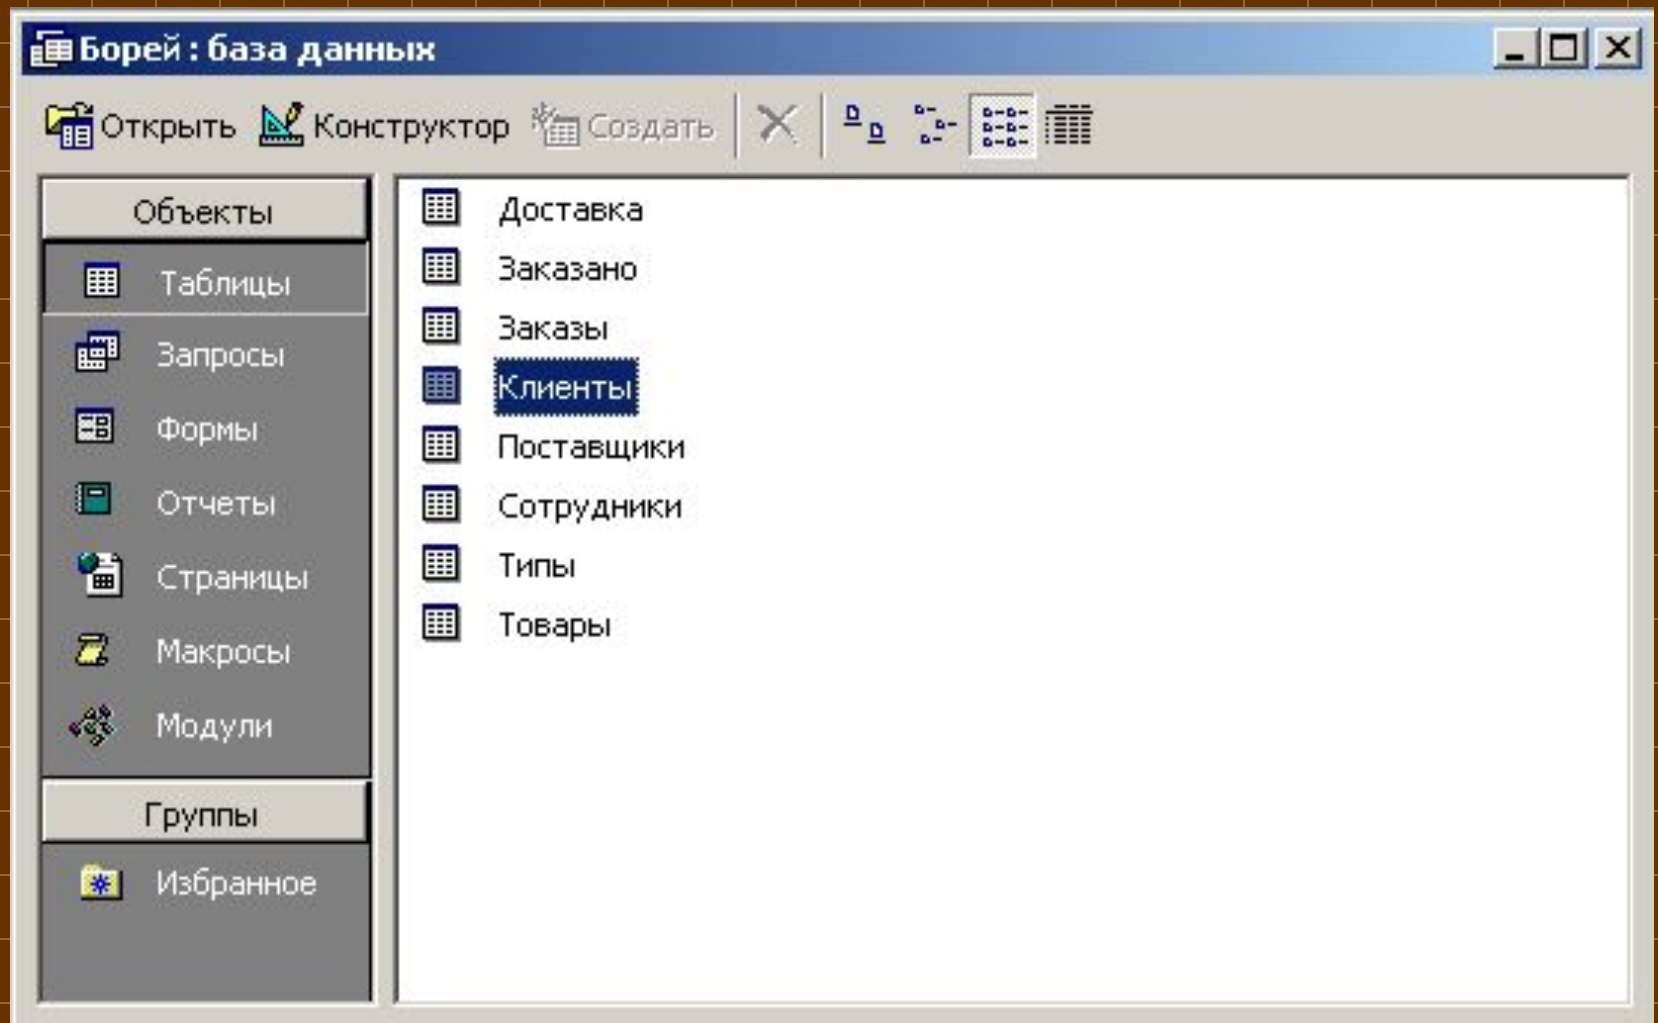 Борей : база данных
Открыть Конструктор Создать
Объекты
Таблицы
Запросы
Формы
Отчеты
Страницы
Макросы
Модули
Группы
Избранное
Доставка
Заказано
Заказы
Клиенты
Поставщики
Сотрудники
Типы
Товары